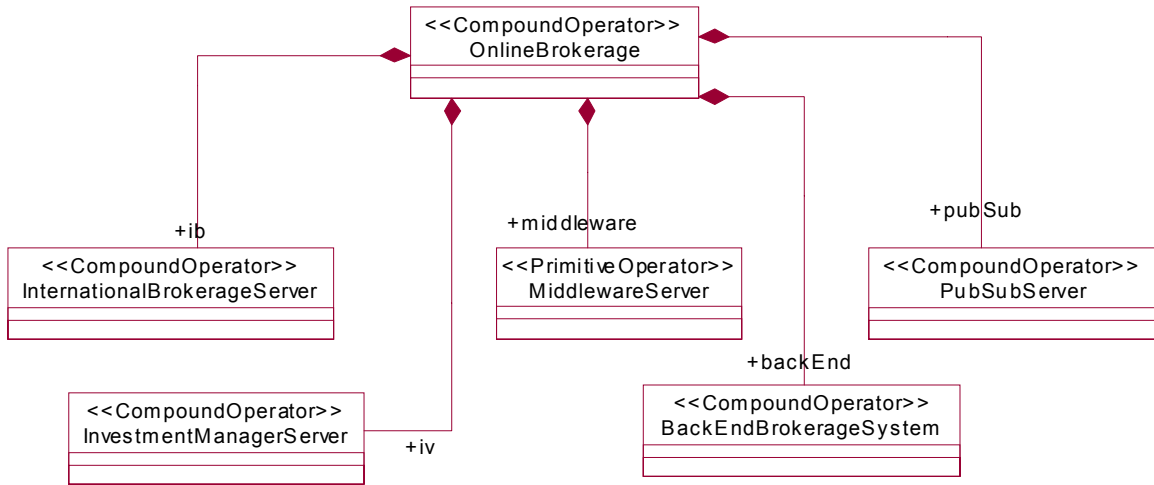 <<CompoundOperator>>
OnlineBrokerage
+ib
+middleware
+pubSub
<<CompoundOperator>>
InternationalBrokerageServer
<<PrimitiveOperator>>
MiddlewareServer
<<CompoundOperator>>
PubSubServer
+backEnd
<<CompoundOperator>>
InvestmentManagerServer
+iv
<<CompoundOperator>>
BackEndBrokerageSystem